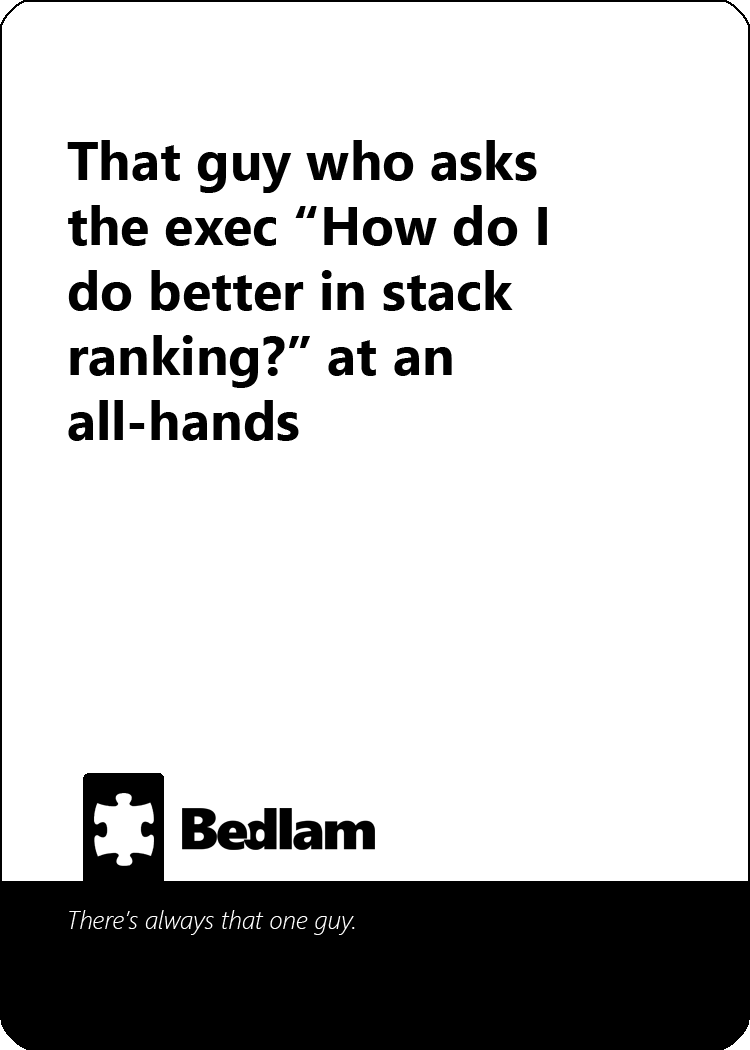 That guy who asks
the exec “How do I
do better in stack
ranking?” at an
all-hands
Bedlam
There's always that one guy.